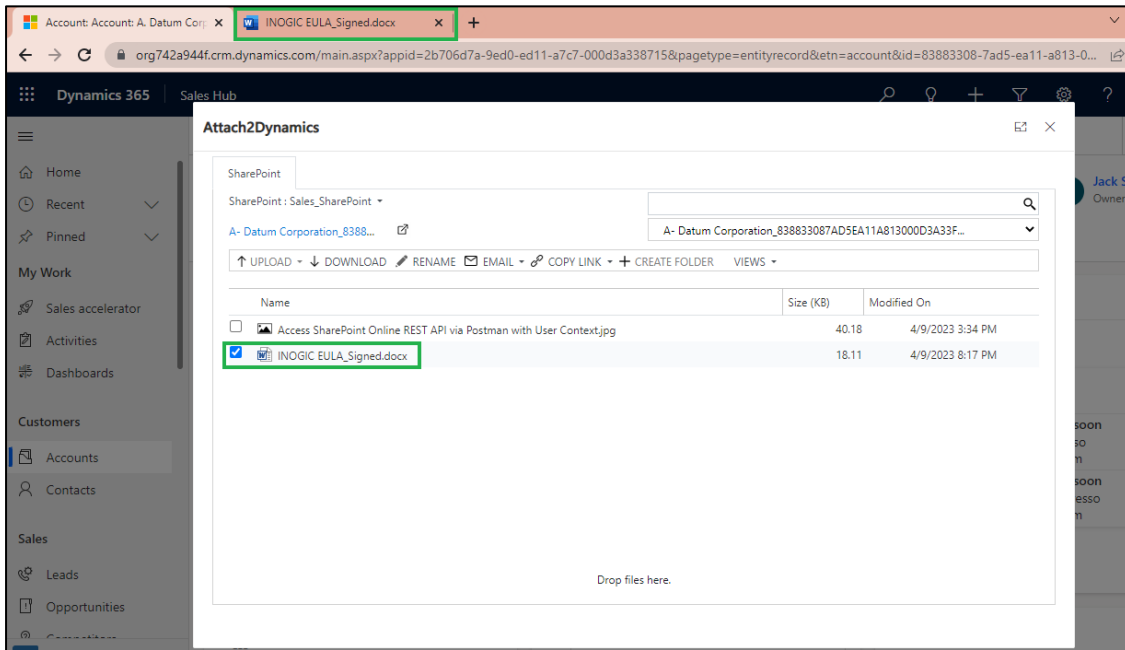 Account: Account: A. Datum Corp
INOGIC EULA_Signed.docx
org742a944f.crm.dynamics.com/main.aspx?appid=2b706d7a-9ed0-ed11-a7c7-000d3a338715&pagetype=entityrecord&etn=account&id=83883308-7ad5-ea11-a813-0...
Dynamics 365 Sales Hub
Attach2Dynamics
Home
Recent
Pinned
My Work
Sales accelerator
Activities
Dashboards
Customers
Accounts
Contacts
Sales
Leads
Opportunities
Competitors
SharePoint
SharePoint : Sales_SharePoint
A- Datum Corporation_8388...
A- Datum Corporation_838833087AD5EA11A813000D3A33F...
UPLOAD DOWNLOAD RENAME EMAIL COPY LINK CREATE FOLDER VIEWS
Name Size (KB) Modified On
Access SharePoint Online REST API via Postman with User Context.jpg 40.18 4/9/2023 3:34 PM
INOGIC EULA_Signed.docx 18.11 4/9/2023 8:17 PM
Drop files here.
Jack S
Owner
soon
so
m
soon
esso
m